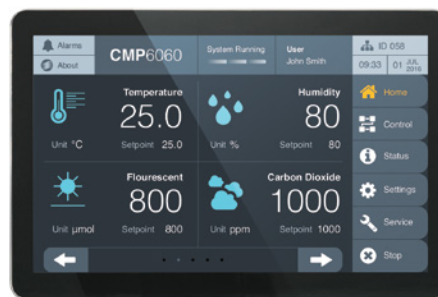 Alarms
About
CMP6060
System Running
User
John Smith
ID 058
09:33
01 JUL 2016
Temperature
25.0
Unit °C
Setpoint 25.0
Humidity
80
Unit %
Setpoint 80
Flourescent
800
Unit µmol
Setpoint 800
Carbon Dioxide
1000
Unit ppm
Setpoint 1000
Home
Control
Status
Settings
Service
Stop